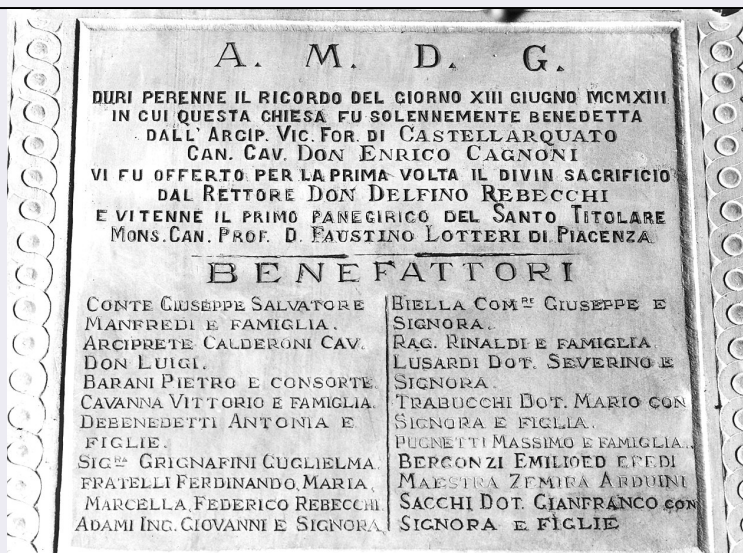 A. M. D. G.
DURI PERENNE IL RICORDO DEL GIORNO XIII GIUGNO MCMXIII
IN CUI QUESTA CHIESA FU SOLENNEMENTE BENEDETTA
DALL' ARCIP. VIC. FOR. DI CASTELLARQUATO
CAN. CAV. DON ENRICO CAGNONI
VI FU OFFERTO PER LA PRIMA VOLTA IL DIVIN SACRIFICIO
DAL RETTORE DON DELFINO REBECCHI
E VI TENNE IL PRIMO PANEGIRICO DEL SANTO TITOLARE
MONS. CAN. PROF. D. FAUSTINO LOTTERI DI PIACENZA
BENEFATTORI
CONTE GIUSEPPE SALVATORE
MANFREDI E FAMIGLIA.
ARCIPRETE CALDERONI CAV.
DON LUIGI.
BARANI PIETRO E CONSORTE.
CAVANNA VITTORIO E FAMIGLIA.
DEBENEDETTI ANTONIA E
FIGLIE.
SIG.RA GRIGNAFINI GUGLIELMA.
FRATELLI FERDINANDO, MARIA,
MARCELLA, FEDERICO REBECCHI.
ADAMI ING. GIOVANNI E SIGNORA.
BIELLA COM.RE GIUSEPPE E
SIGNORA.
RAG. RINALDI E FAMIGLIA.
LUSARDI DOT. SEVERINO E
SIGNORA.
TRABUCCHI DOT. MARIO CON
SIGNORA E FIGLIA.
PUGNETTI MASSIMO E FAMIGLIA.
BERGONZI EMILIO ED EREDI
MAESTRA ZEMIRA ARDUINI
SACCHI DOT. GIANFRANCO CON
SIGNORA E FIGLIE